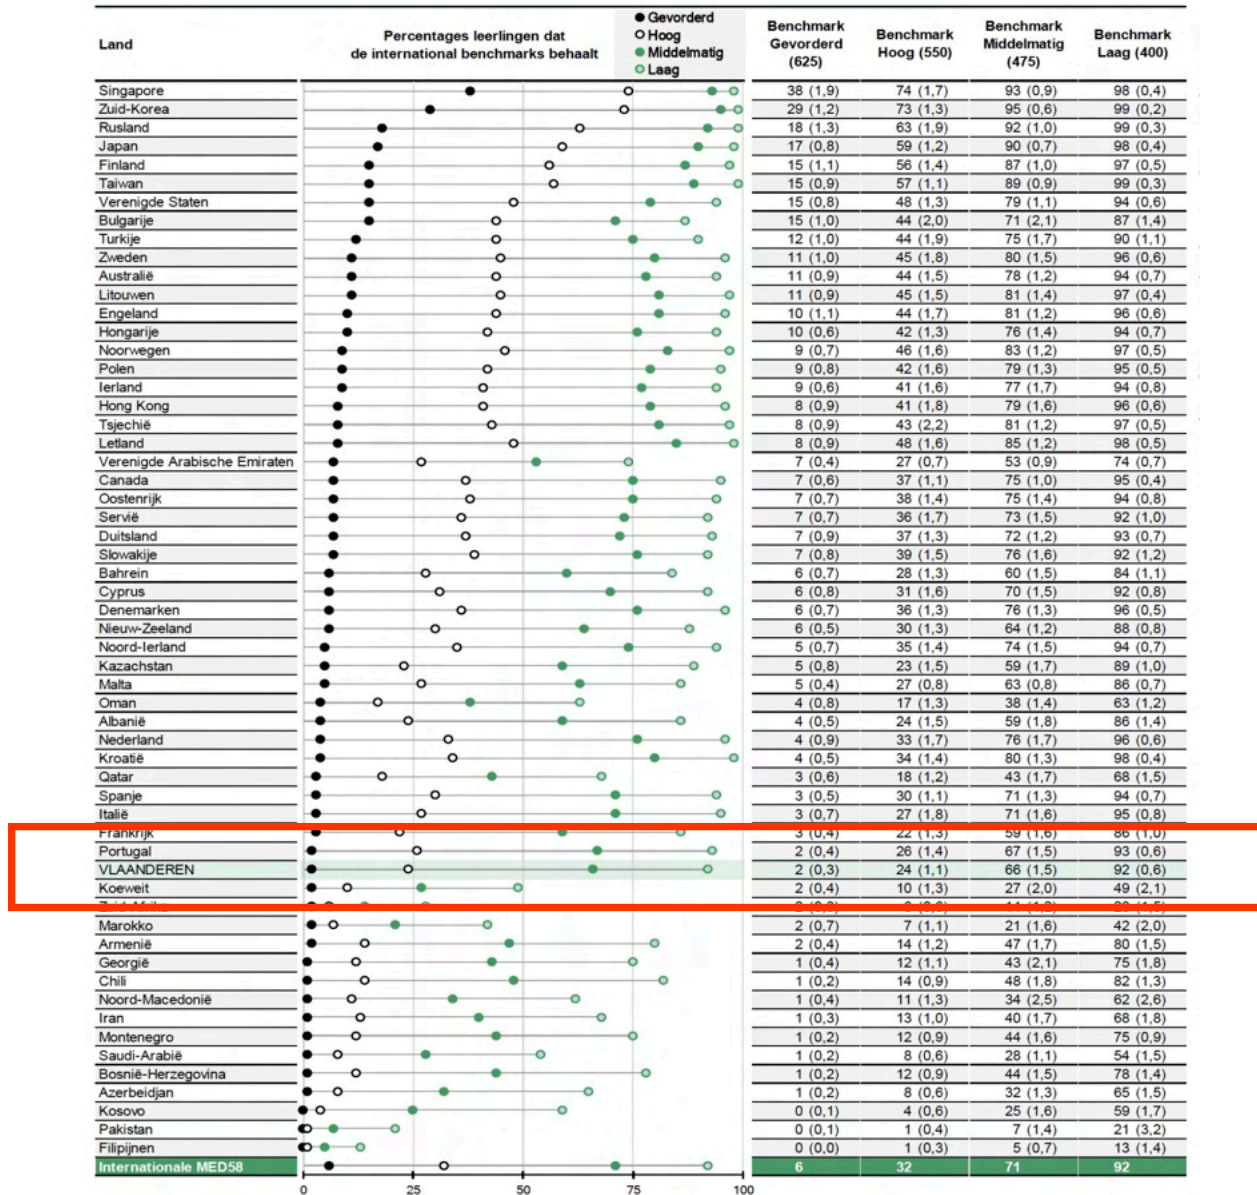 Land
Percentages leerlingen dat
de international benchmarks behaalt
Gevorderd
Hoog
Middelmatig
Laag
Benchmark
Gevorderd
(625)
Benchmark
Hoog (550)
Benchmark
Middelmatig
(475)
Benchmark
Laag (400)
Singapore 38 (1,9) 74 (1,7) 93 (0,9) 98 (0,4)
Zuid-Korea 29 (1,2) 73 (1,3) 95 (0,6) 99 (0,2)
Rusland 18 (1,3) 63 (1,9) 92 (1,0) 99 (0,3)
Japan 17 (0,8) 59 (1,2) 90 (0,7) 98 (0,4)
Finland 15 (1,1) 56 (1,4) 87 (1,0) 97 (0,5)
Taiwan 15 (0,9) 57 (1,1) 89 (0,9) 99 (0,3)
Verenigde Staten 15 (0,8) 48 (1,3) 79 (1,1) 94 (0,6)
Bulgarije 15 (1,0) 44 (2,0) 71 (2,1) 87 (1,4)
Turkije 12 (1,0) 44 (1,9) 75 (1,7) 90 (1,1)
Zweden 11 (1,0) 45 (1,8) 80 (1,5) 96 (0,6)
Australië 11 (0,9) 44 (1,5) 78 (1,2) 94 (0,7)
Litouwen 11 (0,9) 45 (1,5) 81 (1,4) 97 (0,4)
Engeland 10 (1,1) 44 (1,7) 81 (1,2) 96 (0,6)
Hongarije 10 (0,6) 42 (1,3) 76 (1,4) 94 (0,7)
Noorwegen 9 (0,7) 46 (1,6) 83 (1,2) 97 (0,5)
Polen 9 (0,8) 42 (1,6) 79 (1,3) 95 (0,5)
Ierland 9 (0,6) 41 (1,6) 77 (1,7) 94 (0,8)
Hong Kong 8 (0,9) 41 (1,8) 79 (1,6) 96 (0,6)
Tsjechië 8 (0,9) 43 (2,2) 81 (1,2) 97 (0,5)
Letland 8 (0,9) 48 (1,6) 85 (1,2) 98 (0,5)
Verenigde Arabische Emiraten 7 (0,4) 27 (0,7) 53 (0,9) 74 (0,7)
Canada 7 (0,6) 37 (1,1) 75 (1,0) 95 (0,4)
Oostenrijk 7 (0,7) 38 (1,4) 75 (1,4) 94 (0,8)
Servië 7 (0,7) 36 (1,7) 73 (1,5) 92 (1,0)
Duitsland 7 (0,9) 37 (1,3) 72 (1,2) 93 (0,7)
Slowakije 7 (0,8) 39 (1,5) 76 (1,6) 92 (1,2)
Bahrein 6 (0,7) 28 (1,3) 60 (1,5) 84 (1,1)
Cyprus 6 (0,8) 31 (1,6) 70 (1,5) 92 (0,8)
Denemarken 6 (0,7) 36 (1,3) 76 (1,3) 96 (0,5)
Nieuw-Zeeland 6 (0,5) 30 (1,3) 64 (1,2) 88 (0,8)
Noord-Ierland 5 (0,7) 35 (1,4) 74 (1,5) 94 (0,7)
Kazachstan 5 (0,8) 23 (1,5) 59 (1,7) 89 (1,0)
Malta 5 (0,4) 27 (0,8) 63 (0,8) 86 (0,7)
Oman 4 (0,8) 17 (1,3) 38 (1,4) 63 (1,2)
Albanië 4 (0,5) 24 (1,5) 59 (1,8) 86 (1,4)
Nederland 4 (0,9) 33 (1,7) 76 (1,7) 96 (0,6)
Kroatië 4 (0,5) 34 (1,4) 80 (1,3) 98 (0,4)
Qatar 3 (0,6) 18 (1,2) 43 (1,7) 68 (1,5)
Spanje 3 (0,5) 30 (1,1) 71 (1,3) 94 (0,7)
Italië 3 (0,7) 27 (1,8) 71 (1,6) 95 (0,8)
Frankrijk 3 (0,4) 22 (1,3) 59 (1,6) 86 (1,0)
Portugal 2 (0,4) 26 (1,4) 67 (1,5) 93 (0,6)
VLAANDEREN 2 (0,3) 24 (1,1) 66 (1,5) 92 (0,6)
Koeweit 2 (0,4) 10 (1,3) 27 (2,0) 49 (2,1)
Zuid-Afrika
Marokko 2 (0,7) 7 (1,1) 21 (1,6) 42 (2,0)
Armenië 2 (0,4) 14 (1,2) 47 (1,7) 80 (1,5)
Georgië 1 (0,4) 12 (1,1) 43 (2,1) 75 (1,8)
Chili 1 (0,2) 14 (0,9) 48 (1,8) 82 (1,3)
Noord-Macedonië 1 (0,4) 11 (1,3) 34 (2,5) 62 (2,6)
Iran 1 (0,3) 13 (1,0) 40 (1,7) 68 (1,8)
Montenegro 1 (0,2) 12 (0,9) 44 (1,6) 75 (0,9)
Saudi-Arabië 1 (0,2) 8 (0,6) 28 (1,1) 54 (1,5)
Bosnië-Herzegovina 1 (0,2) 12 (0,9) 44 (1,5) 78 (1,4)
Azerbeidjan 1 (0,2) 8 (0,6) 32 (1,3) 65 (1,5)
Kosovo 0 (0,1) 4 (0,6) 25 (1,6) 59 (1,7)
Pakistan 0 (0,1) 1 (0,4) 7 (1,4) 21 (3,2)
Filipijnen 0 (0,0) 1 (0,3) 5 (0,7) 13 (1,4)
Internationale MED58 6 32 71 92
0 25 50 75 100